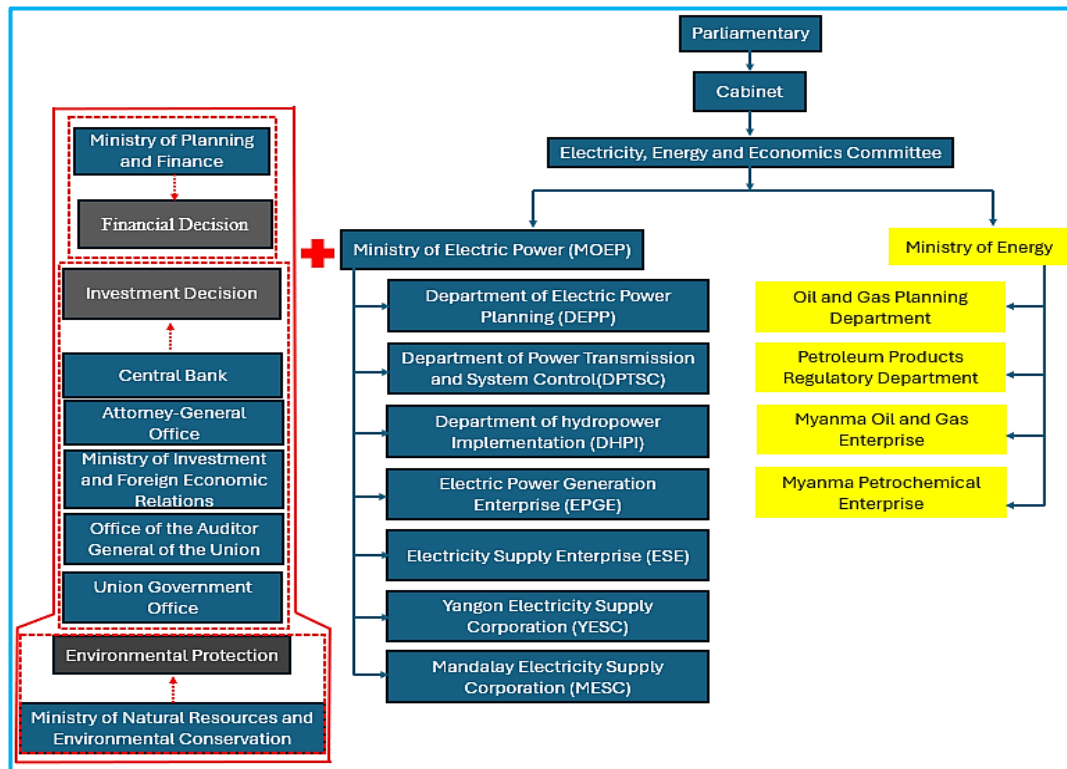 Parliamentary
Cabinet
Electricity, Energy and Economics Committee
Ministry of Planning
and Finance
Financial Decision
Investment Decision
Central Bank
Attorney-General
Office
Ministry of Investment
and Foreign Economic
Relations
Office of the Auditor
General of the Union
Union Government
Office
Environmental Protection
Ministry of Natural Resources and
Environmental Conservation
Ministry of Electric Power (MOEP)
Department of Electric Power
Planning (DEPP)
Department of Power Transmission
and System Control(DPTSC)
Department of hydropower
Implementation (DHPI)
Electric Power Generation
Enterprise (EPGE)
Electricity Supply Enterprise (ESE)
Yangon Electricity Supply
Corporation (YESC)
Mandalay Electricity Supply
Corporation (MESC)
Ministry of Energy
Oil and Gas Planning
Department
Petroleum Products
Regulatory Department
Myanma Oil and Gas
Enterprise
Myanma Petrochemical
Enterprise